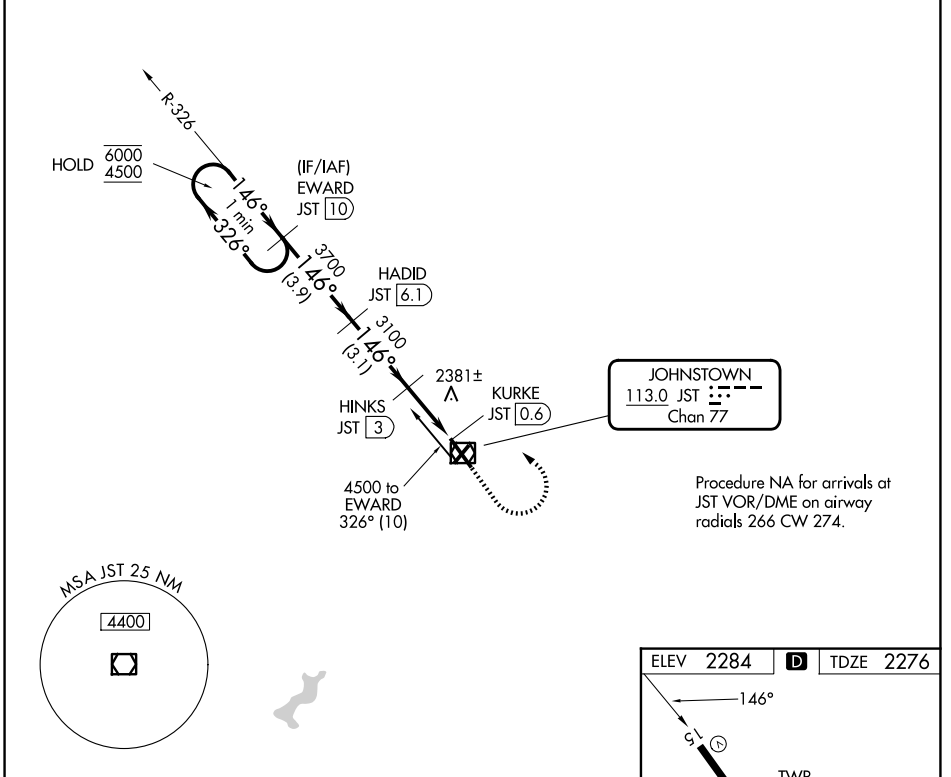 R-326
HOLD 6000
4500
(IF/IAF)
EWARD
JST 10
146°
1 min
326°
3700
146°
(3.9)
HADID
JST 6.1
3100
146°
(3.1)
2381±
HINKS
JST 3
KURKE
JST 0.6
JOHNSTOWN
113.0 JST
Chan 77
4500 to
EWARD
326° (10)
Procedure NA for arrivals at
JST VOR/DME on airway
radials 266 CW 274.
MSA JST 25 NM
4400
ELEV 2284 D TDZE 2276
146°
15 V
TWR